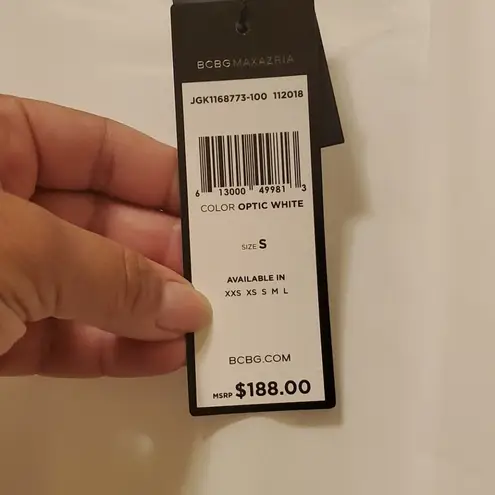 BCBGMAXAZRIA
JGK1168773-100 112018
6 13000 49981 3
COLOR OPTIC WHITE
SIZE S
AVAILABLE IN
XXS XS S M L
BCBG.COM
MSRP $188.00